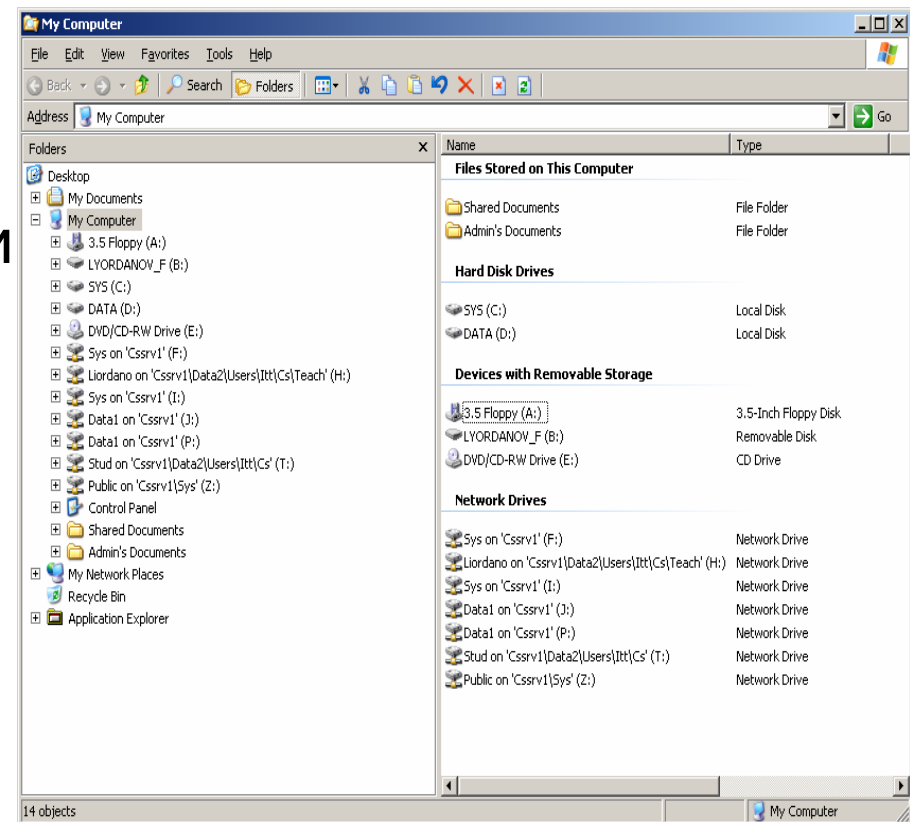 My Computer
File Edit View Favorites Tools Help
Back Search Folders
Address My Computer Go
Folders x
Desktop
My Documents
My Computer
3.5 Floppy (A:)
LYORDANOV_F (B:)
SYS (C:)
DATA (D:)
DVD/CD-RW Drive (E:)
Sys on 'Cssrv1' (F:)
Liordano on 'Cssrv1\Data2\Users\Itt\Cs\Teach' (H:)
Sys on 'Cssrv1' (I:)
Data1 on 'Cssrv1' (J:)
Data1 on 'Cssrv1' (P:)
Stud on 'Cssrv1\Data2\Users\Itt\Cs' (T:)
Public on 'Cssrv1\Sys' (Z:)
Control Panel
Shared Documents
Admin's Documents
My Network Places
Recycle Bin
Application Explorer
Name Type
Files Stored on This Computer
Shared Documents File Folder
Admin's Documents File Folder
Hard Disk Drives
SYS (C:) Local Disk
DATA (D:) Local Disk
Devices with Removable Storage
3.5 Floppy (A:) 3.5-Inch Floppy Disk
LYORDANOV_F (B:) Removable Disk
DVD/CD-RW Drive (E:) CD Drive
Network Drives
Sys on 'Cssrv1' (F:) Network Drive
Liordano on 'Cssrv1\Data2\Users\Itt\Cs\Teach' (H:) Network Drive
Sys on 'Cssrv1' (I:) Network Drive
Data1 on 'Cssrv1' (J:) Network Drive
Data1 on 'Cssrv1' (P:) Network Drive
Stud on 'Cssrv1\Data2\Users\Itt\Cs' (T:) Network Drive
Public on 'Cssrv1\Sys' (Z:) Network Drive
14 objects My Computer